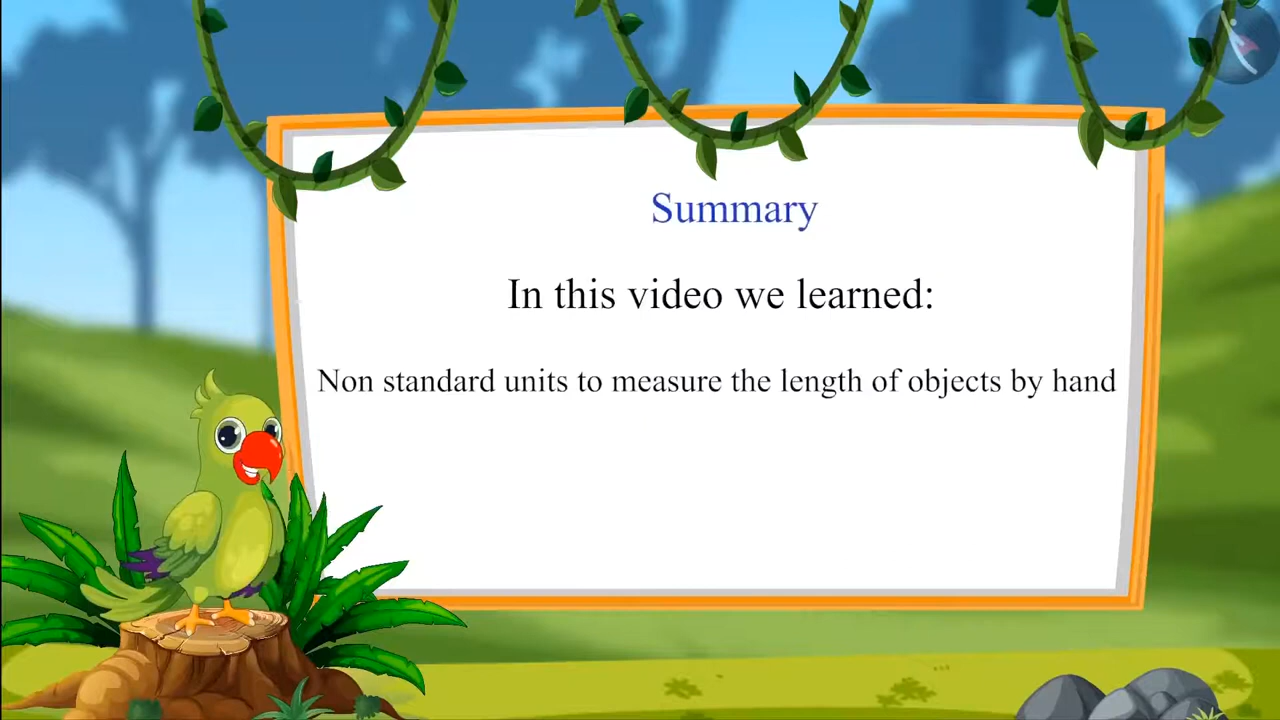 Summary
In this video we learned:
Non standard units to measure the length of objects by hand